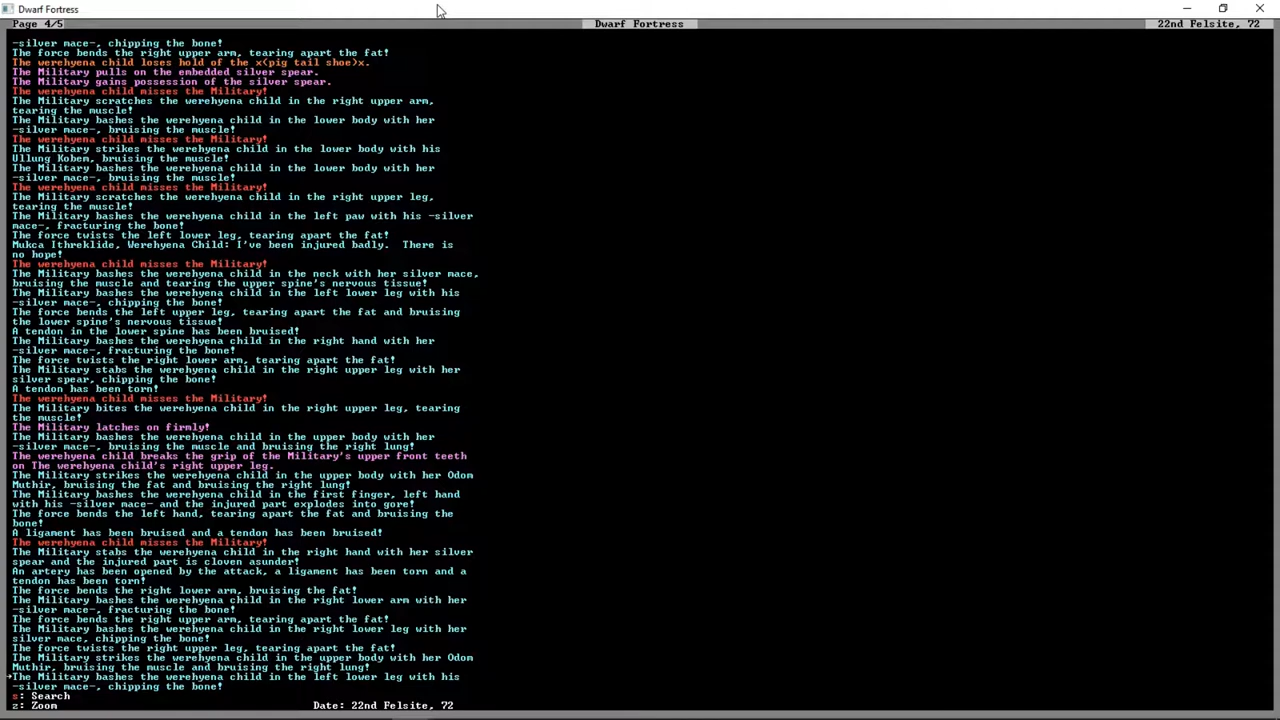 Dwarf Fortress
Page 4/5
Dwarf Fortress
22nd Felsite, 72
-silver mace-, chipping the bone!
The force bends the right upper arm, tearing apart the fat!
The werehyena child loses hold of the x(pig tail shoe)x.
The Military pulls on the embedded silver spear.
The Military gains possession of the silver spear.
The werehyena child misses the Military!
The Military scratches the werehyena child in the right upper arm,
tearing the muscle!
The Military bashes the werehyena child in the lower body with her
-silver mace-, bruising the muscle!
The werehyena child misses the Military!
The Military strikes the werehyena child in the lower body with his
Ullung Kobem, bruising the muscle!
The Military bashes the werehyena child in the lower body with her
-silver mace-, bruising the muscle!
The werehyena child misses the Military!
The Military scratches the werehyena child in the right upper leg,
tearing the muscle!
The Military bashes the werehyena child in the left paw with his -silver
mace-, fracturing the bone!
The force twists the left lower leg, tearing apart the fat!
Mukca Ithreklide, Werehyena Child: I've been injured badly.  There is
no hope!
The werehyena child misses the Military!
The Military bashes the werehyena child in the neck with her silver mace,
bruising the muscle and tearing the upper spine's nervous tissue!
The Military bashes the werehyena child in the left lower leg with his
-silver mace-, chipping the bone!
The force bends the left upper leg, tearing apart the fat and bruising
the lower spine's nervous tissue!
A tendon in the lower spine has been bruised!
The Military bashes the werehyena child in the right hand with her
-silver mace-, fracturing the bone!
The force twists the right lower arm, tearing apart the fat!
The Military stabs the werehyena child in the right upper leg with her
silver spear, chipping the bone!
A tendon has been torn!
The werehyena child misses the Military!
The Military bites the werehyena child in the right upper leg, tearing
the muscle!
The Military latches on firmly!
The Military bashes the werehyena child in the upper body with her
-silver mace-, bruising the muscle and bruising the right lung!
The werehyena child breaks the grip of the Military's upper front teeth
on The werehyena child's right upper leg.
The Military strikes the werehyena child in the upper body with her Odom
Muthir, bruising the fat and bruising the right lung!
The Military bashes the werehyena child in the first finger, left hand
with his -silver mace- and the injured part explodes into gore!
The force bends the left hand, tearing apart the fat and bruising the
bone!
A ligament has been bruised and a tendon has been bruised!
The werehyena child misses the Military!
The Military stabs the werehyena child in the right hand with her silver
spear and the injured part is cloven asunder!
An artery has been opened by the attack, a ligament has been torn and a
tendon has been torn!
The force bends the right lower arm, bruising the fat!
The Military bashes the werehyena child in the right lower arm with her
-silver mace-, fracturing the bone!
The force bends the right upper arm, tearing apart the fat!
The Military bashes the werehyena child in the right lower leg with her
silver mace, chipping the bone!
The force twists the right upper leg, tearing apart the fat!
The Military strikes the werehyena child in the upper body with her Odom
Muthir, bruising the muscle and bruising the right lung!
→The Military bashes the werehyena child in the left lower leg with his
-silver mace-, chipping the bone!
s: Search
z: Zoom
Date: 22nd Felsite, 72